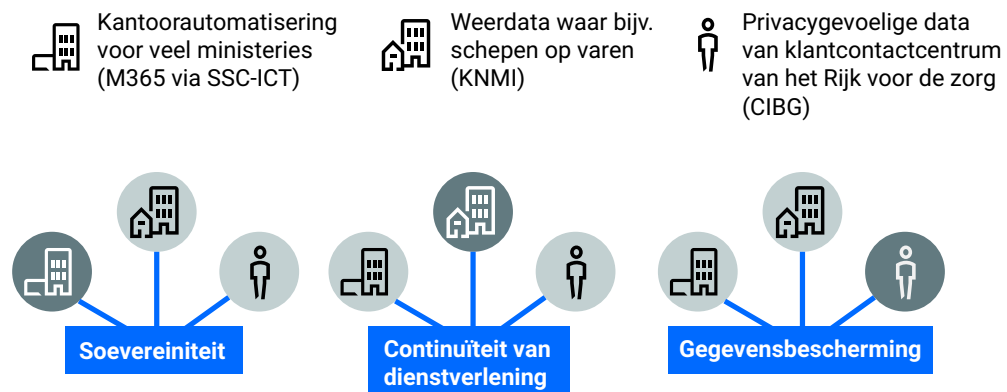 Kantoorautomatisering
voor veel ministeries
(M365 via SSC-ICT)
Weerdata waar bijv.
schepen op varen
(KNMI)
Privacygevoelige data
van klantcontactcentrum
van het Rijk voor de zorg
(CIBG)
Soevereiniteit
Continuïteit van
dienstverlening
Gegevensbescherming